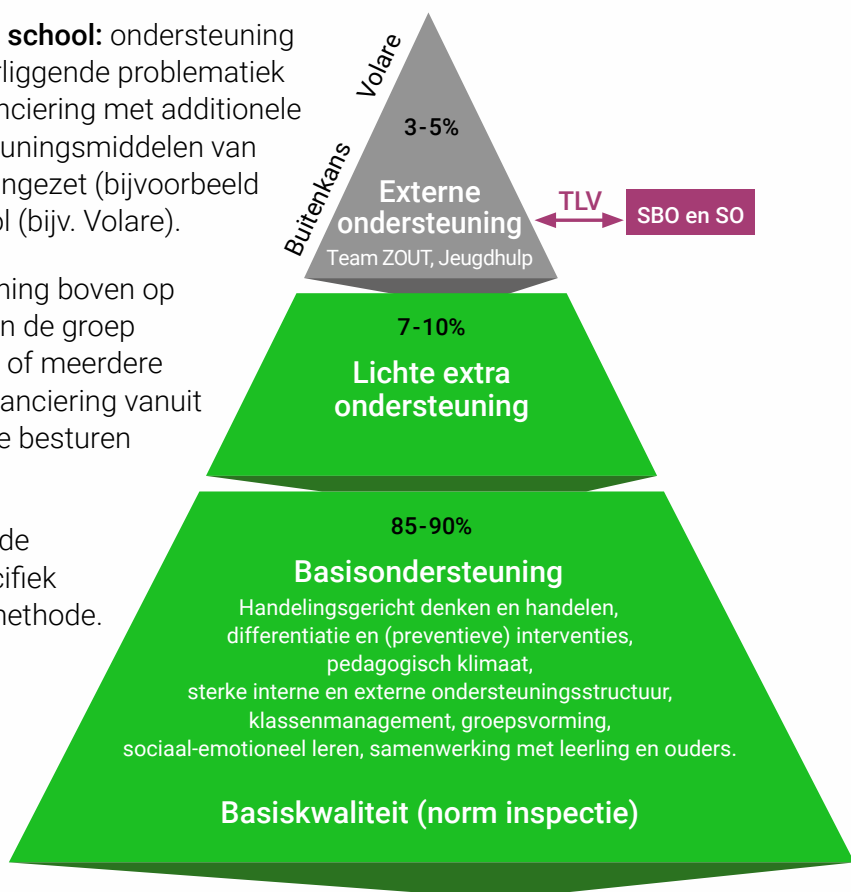 school: ondersteuning
rliggende problematiek
nciering met additionele
uningsmiddelen van
ngezet (bijvoorbeeld
ol (bijv. Volare).
ning boven op
n de groep
of meerdere
anciering vanuit
e besturen
de
cifiek
methode.
Volare
Buitenkans
3-5%
Externe
ondersteuning
Team ZOUT, Jeugdhulp
TLV
SBO en SO
7-10%
Lichte extra
ondersteuning
85-90%
Basisondersteuning
Handelingsgericht denken en handelen,
differentiatie en (preventieve) interventies,
pedagogisch klimaat,
sterke interne en externe ondersteuningsstructuur,
klassenmanagement, groepsvorming,
sociaal-emotioneel leren, samenwerking met leerling en ouders.
Basiskwaliteit (norm inspectie)